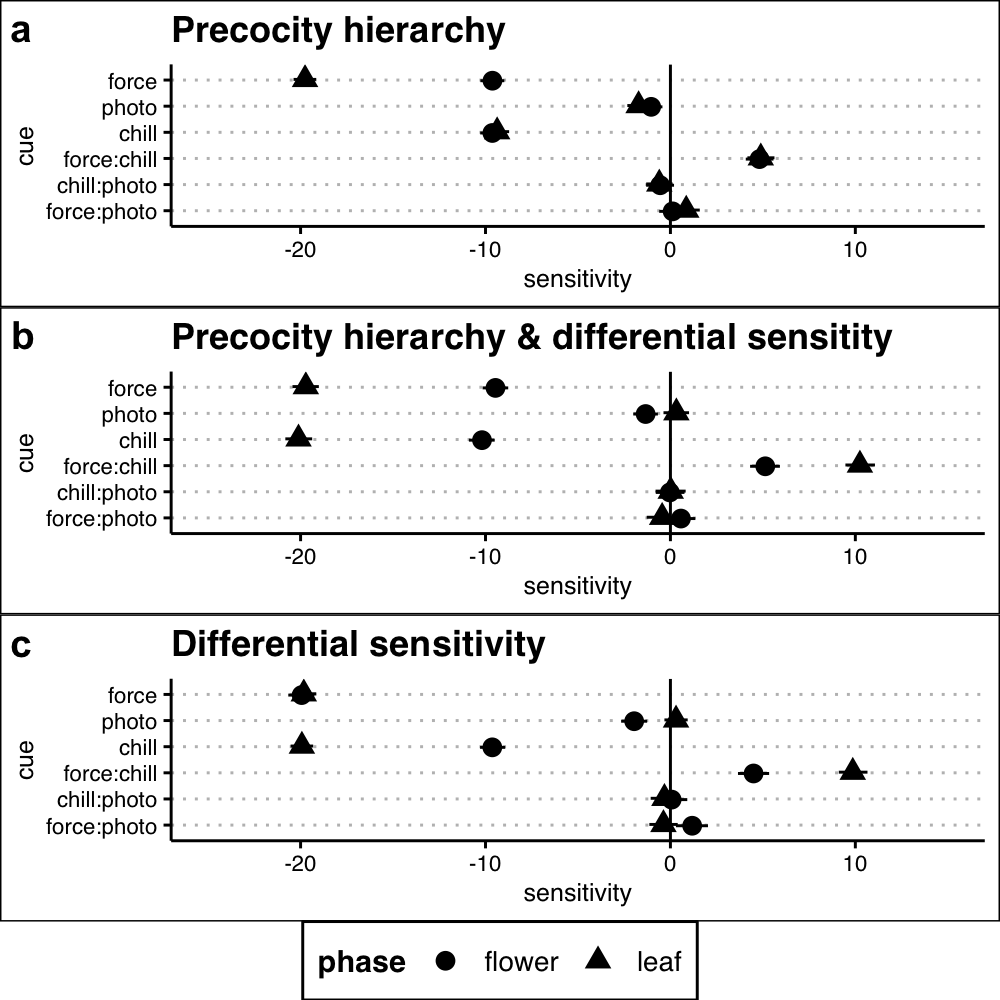 a Precocity hierarchy
force
photo
chill
force:chill
chill:photo
force:photo
cue
-20 -10 0 10
sensitivity
b Precocity hierarchy & differential sensitity
force
photo
chill
force:chill
chill:photo
force:photo
cue
-20 -10 0 10
sensitivity
c Differential sensitivity
force
photo
chill
force:chill
chill:photo
force:photo
cue
-20 -10 0 10
sensitivity
phase flower leaf